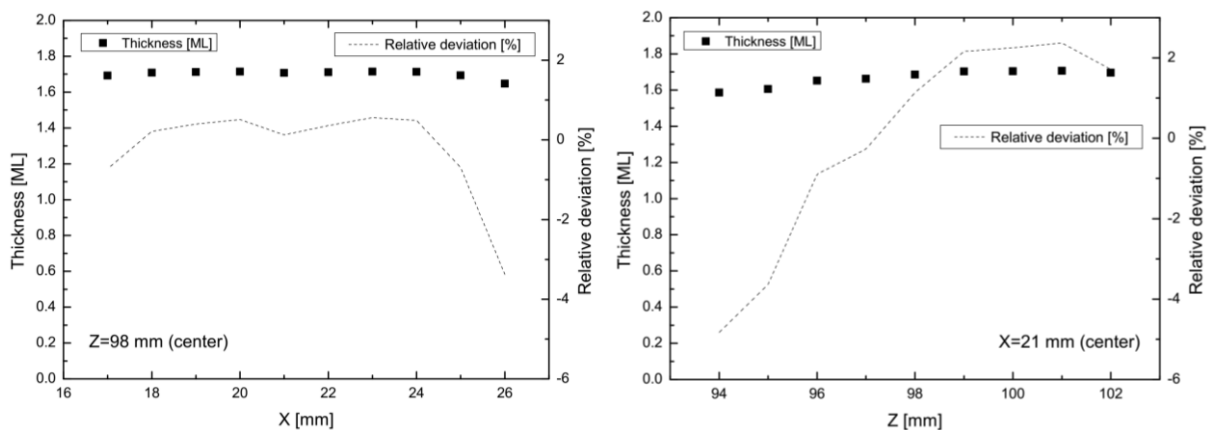 2.0
1.8
1.6
1.4
1.2
1.0
0.8
0.6
0.4
0.2
0.0
Thickness [ML]
Thickness [ML]
Relative deviation [%]
2
0
-2
-4
-6
Relative deviation [%]
Z=98 mm (center)
16 18 20 22 24 26
X [mm]
2.0
1.8
1.6
1.4
1.2
1.0
0.8
0.6
0.4
0.2
0.0
Thickness [ML]
Thickness [ML]
Relative deviation [%]
2
0
-2
-4
-6
Relative deviation [%]
X=21 mm (center)
94 96 98 100 102
Z [mm]